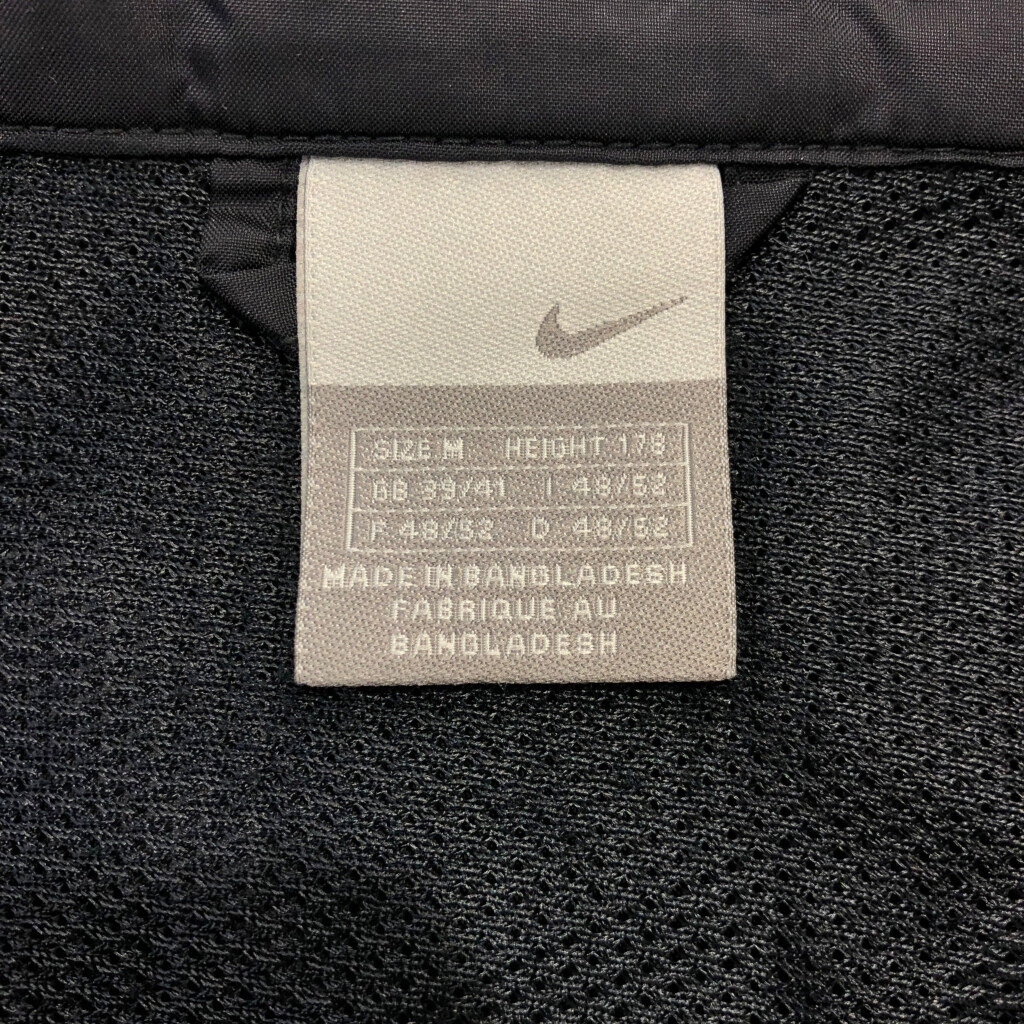 SIZE M HEIGHT 178
GB 39/41 I 48/52
F 48/52 D 48/52
MADE IN BANGLADESH
FABRIQUE AU
BANGLADESH